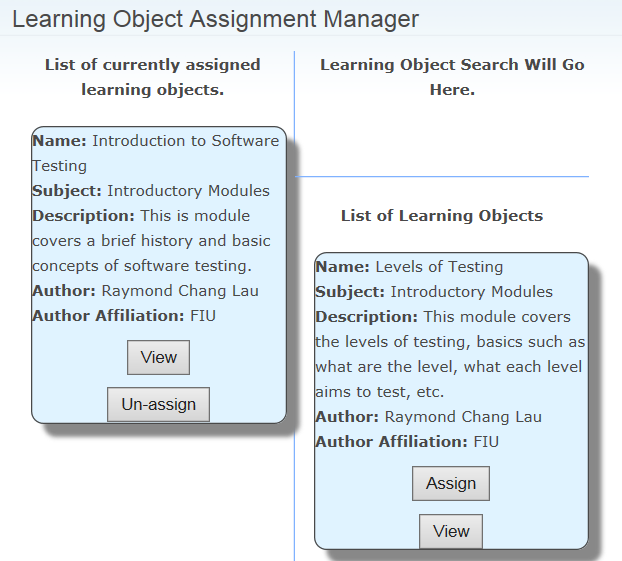 Learning Object Assignment Manager
List of currently assigned
learning objects.
Name: Introduction to Software
Testing
Subject: Introductory Modules
Description: This is module
covers a brief history and basic
concepts of software testing.
Author: Raymond Chang Lau
Author Affiliation: FIU
View
Un-assign
Learning Object Search Will Go
Here.
List of Learning Objects
Name: Levels of Testing
Subject: Introductory Modules
Description: This module covers
the levels of testing, basics such as
what are the level, what each level
aims to test, etc.
Author: Raymond Chang Lau
Author Affiliation: FIU
Assign
View